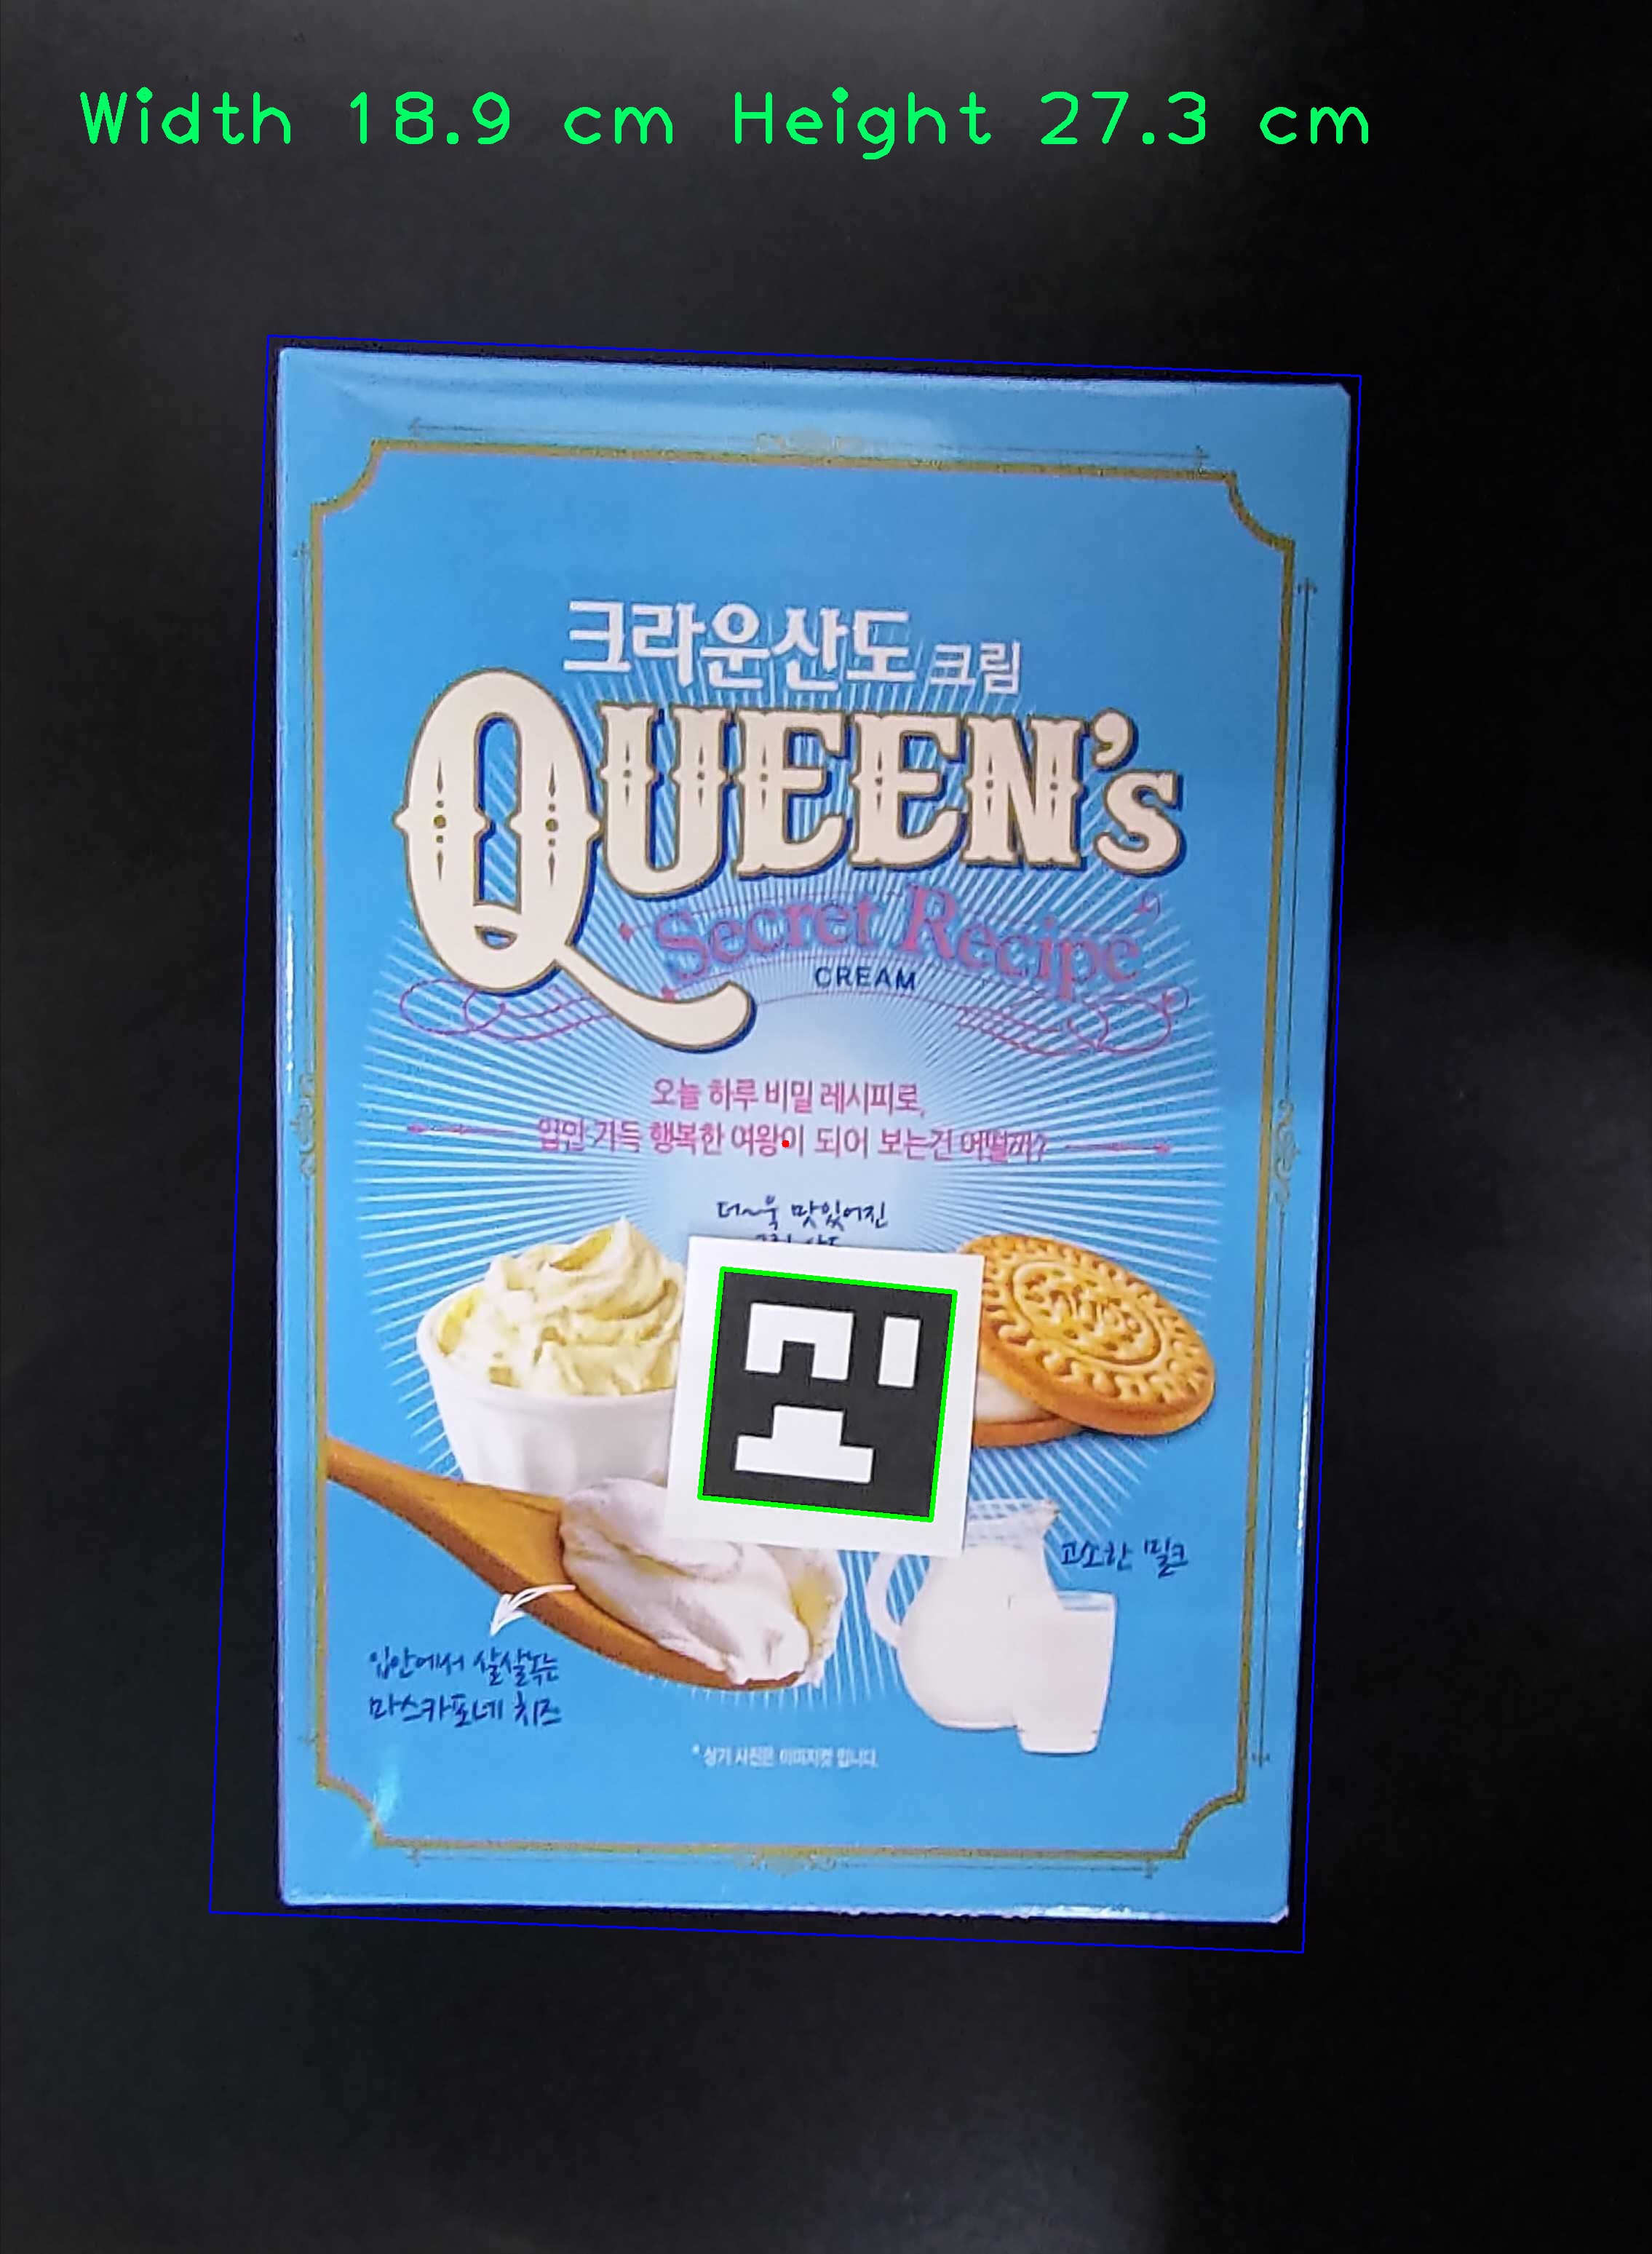 Width 18.9 cm Height 27.3 cm
크라운산도 크림
QUEEN's
Secret Recipe
CREAM
오늘 하루 비밀 레시피로,
입안 가득 행복한 여왕이 되어 보는건 어떨까?
더~욱 맛있어진
고소한 밀크
입안에서 살살녹는
마스카포네 치즈
* 상기 사진은 이미지컷 입니다.